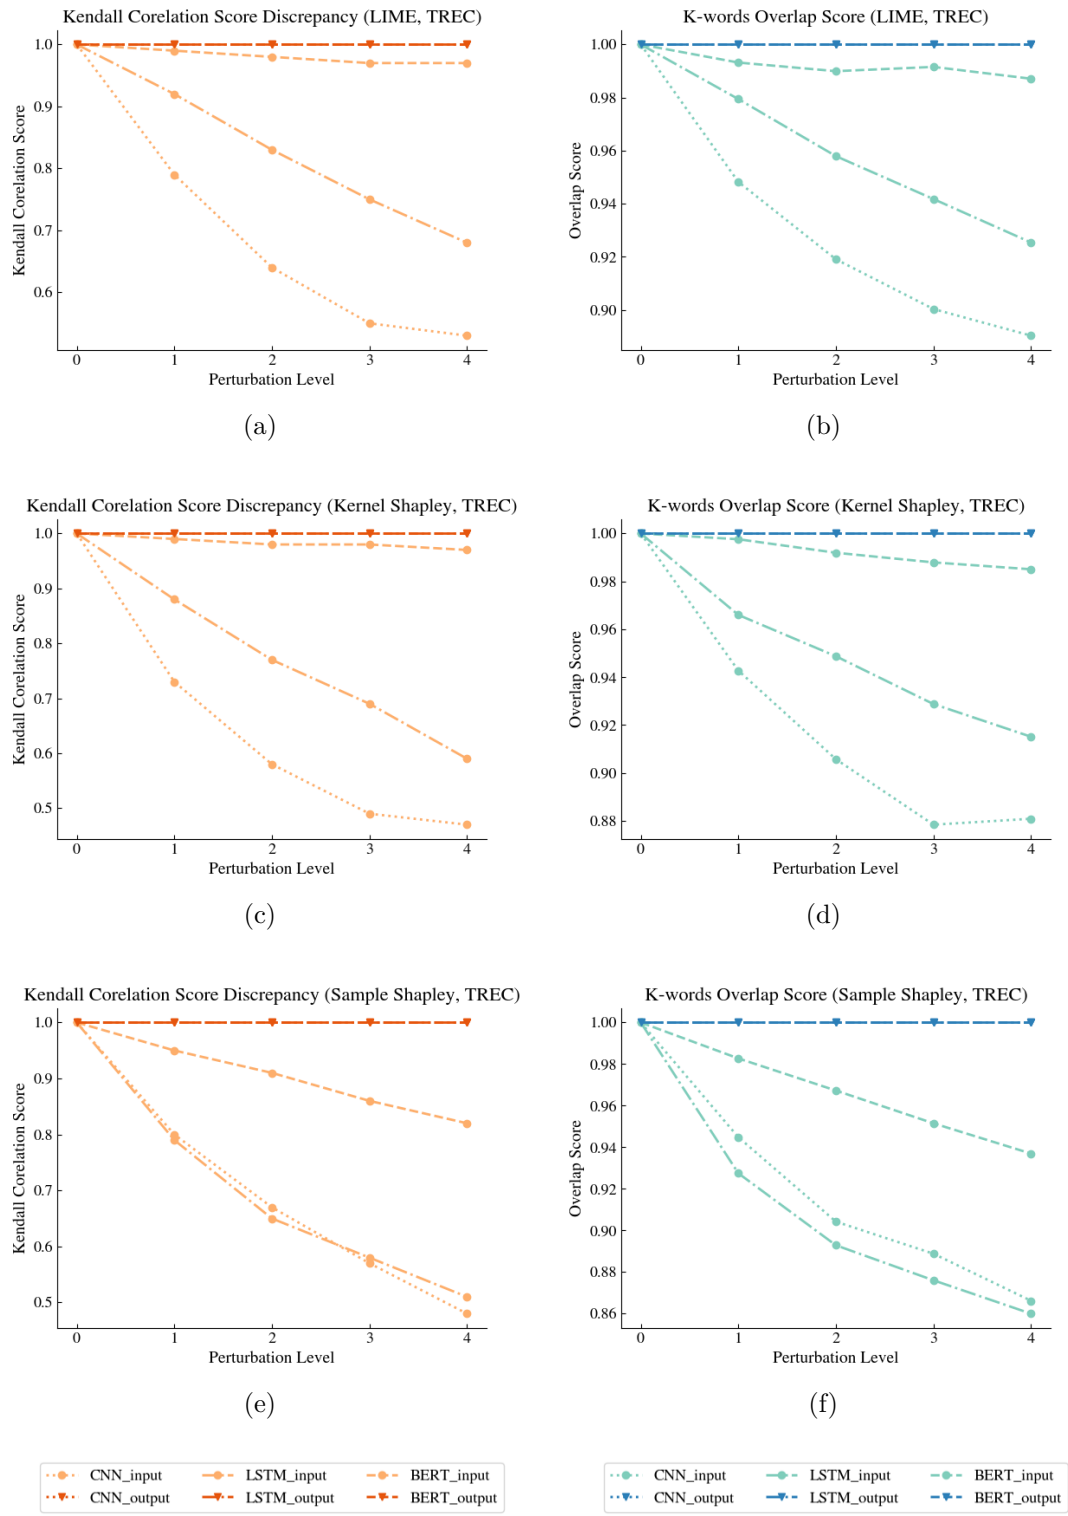 Kendall Corelation Score Discrepancy (LIME, TREC)
1.0
0.9
0.8
0.7
0.6
Kendall Corelation Score
0 1 2 3 4
Perturbation Level
(a)
K-words Overlap Score (LIME, TREC)
1.00
0.98
0.96
0.94
0.92
0.90
Overlap Score
0 1 2 3 4
Perturbation Level
(b)
Kendall Corelation Score Discrepancy (Kernel Shapley, TREC)
1.0
0.9
0.8
0.7
0.6
0.5
Kendall Corelation Score
0 1 2 3 4
Perturbation Level
(c)
K-words Overlap Score (Kernel Shapley, TREC)
1.00
0.98
0.96
0.94
0.92
0.90
0.88
Overlap Score
0 1 2 3 4
Perturbation Level
(d)
Kendall Corelation Score Discrepancy (Sample Shapley, TREC)
1.0
0.9
0.8
0.7
0.6
0.5
Kendall Corelation Score
0 1 2 3 4
Perturbation Level
(e)
K-words Overlap Score (Sample Shapley, TREC)
1.00
0.98
0.96
0.94
0.92
0.90
0.88
0.86
Overlap Score
0 1 2 3 4
Perturbation Level
(f)
CNN_input LSTM_input BERT_input
CNN_output LSTM_output BERT_output
CNN_input LSTM_input BERT_input
CNN_output LSTM_output BERT_output